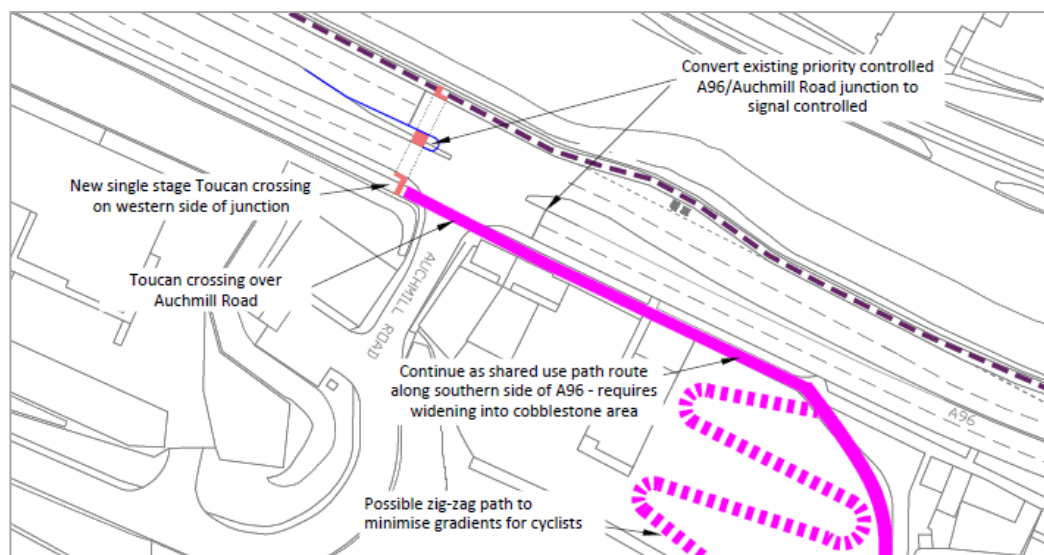 Convert existing priority controlled
A96/Auchmill Road junction to
signal controlled
New single stage Toucan crossing
on western side of junction
Toucan crossing over
Auchmill Road
AUCHMILL ROAD
Continue as shared use path route
along southern side of A96 - requires
widening into cobblestone area
A96
Possible zig-zag path to
minimise gradients for cyclists